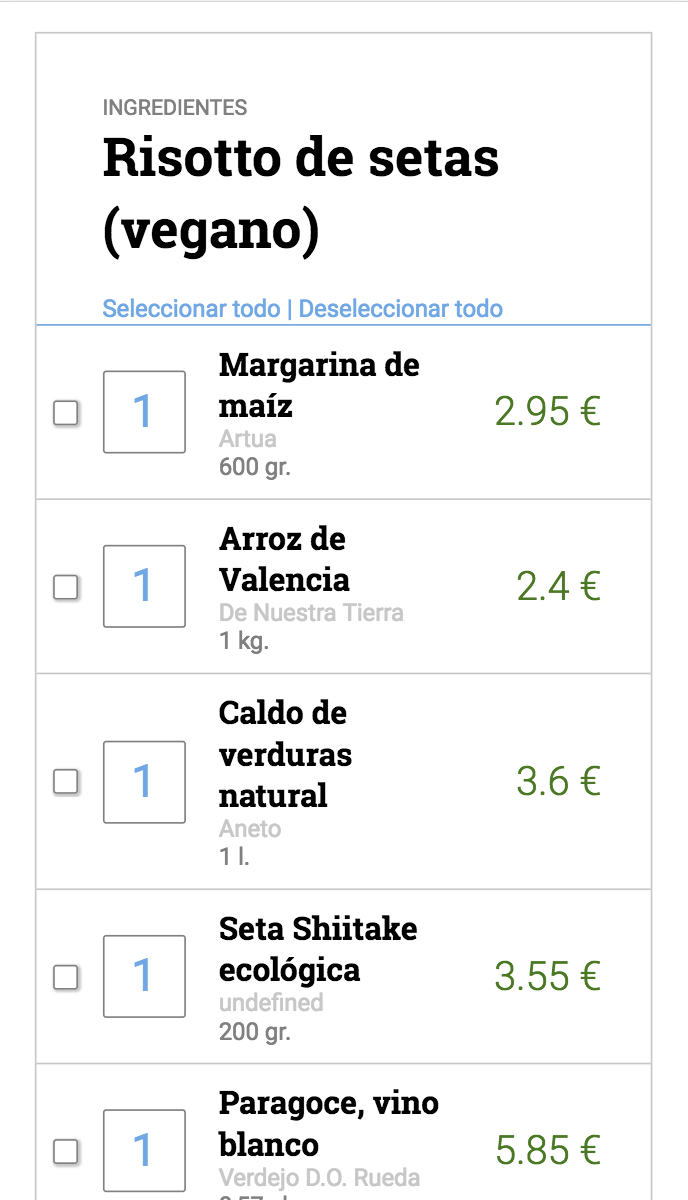 INGREDIENTES
Risotto de setas
(vegano)
Seleccionar todo | Deseleccionar todo
1
Margarina de
maíz
Artua
600 gr.
2.95 €
1
Arroz de
Valencia
De Nuestra Tierra
1 kg.
2.4 €
1
Caldo de
verduras
natural
Aneto
1 l.
3.6 €
1
Seta Shiitake
ecológica
undefined
200 gr.
3.55 €
1
Paragoce, vino
blanco
Verdejo D.O. Rueda
5.85 €